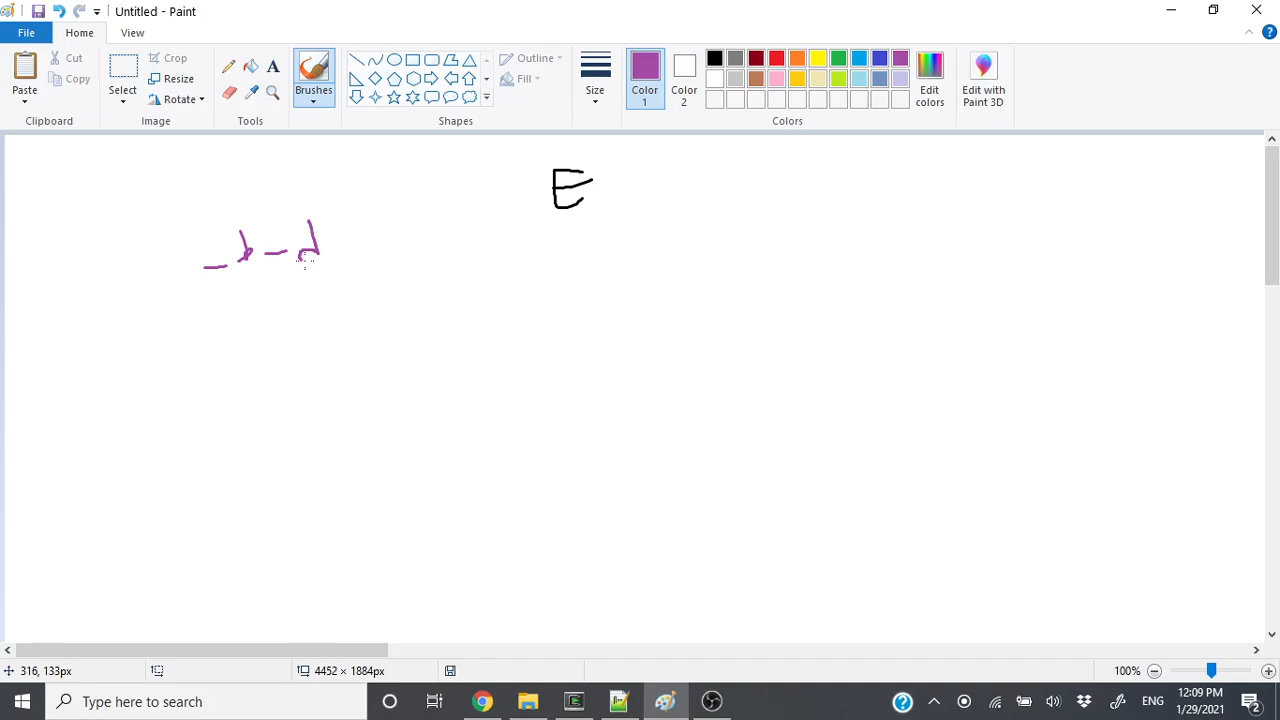 Untitled - Paint
File Home View
Paste
Cut
Copy
Clipboard
Select
Crop
Resize
Rotate
Image
A
Tools
Brushes
Shapes
Outline
Fill
Size
Color 1
Color 2
Edit colors
Colors
Edit with Paint 3D
E
_ b - d
316, 133px
4452 × 1884px
100%
Type here to search
ENG
12:09 PM
1/29/2021
2